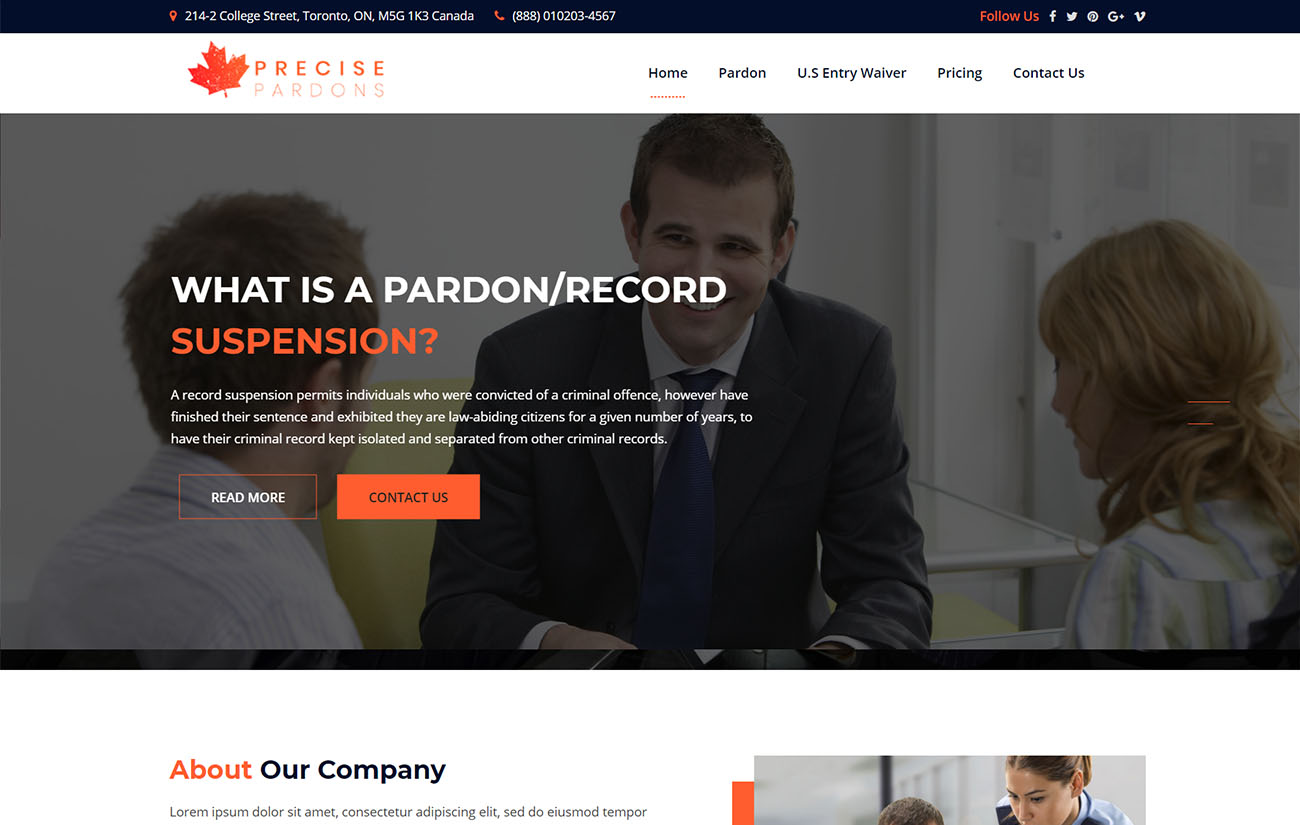 214-2 College Street, Toronto, ON, M5G 1K3 Canada (888) 010203-4567 Follow Us
PRECISE
PARDONS
Home Pardon U.S Entry Waiver Pricing Contact Us
WHAT IS A PARDON/RECORD
SUSPENSION?
A record suspension permits individuals who were convicted of a criminal offence, however have
finished their sentence and exhibited they are law-abiding citizens for a given number of years, to
have their criminal record kept isolated and separated from other criminal records.
READ MORE CONTACT US
About Our Company
Lorem ipsum dolor sit amet, consectetur adipiscing elit, sed do eiusmod tempor